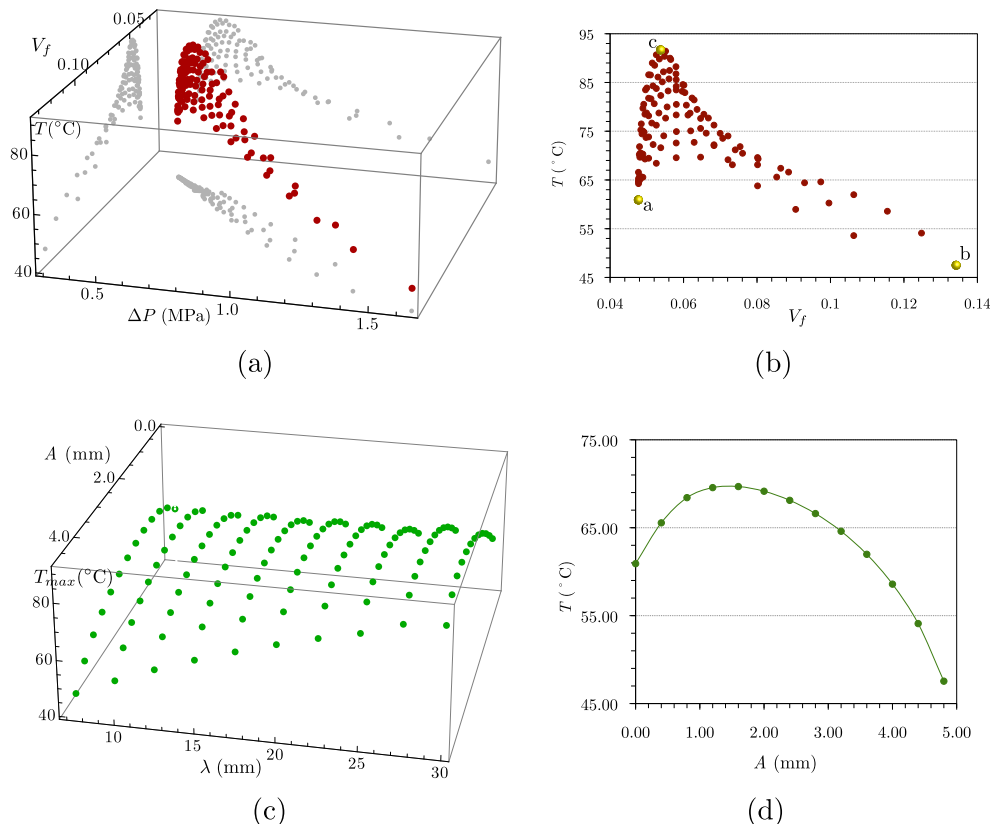 0.05
V_f
0.10
T(°C)
80
60
40
0.5
1.0
1.5
ΔP (MPa)
(a)
95
85
75
65
55
45
T (°C)
c
a
b
0.04
0.06
0.08
0.1
0.12
0.14
V_f
(b)
0.0
A (mm)
2.0
4.0
T_max(°C)
80
60
40
10
15
20
25
30
λ (mm)
(c)
75.00
65.00
55.00
45.00
T (°C)
0.00
1.00
2.00
3.00
4.00
5.00
A (mm)
(d)